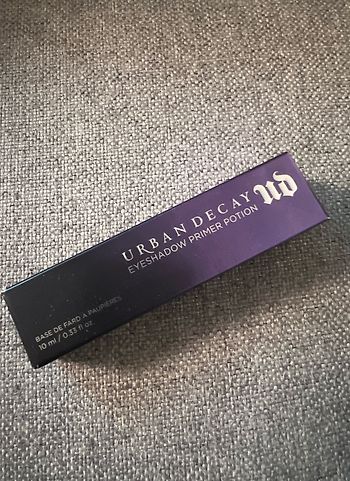 URBAN DECAY
EYESHADOW PRIMER POTION
UD
BASE DE FARD À PAUPIÈRES
10 ml / 0.33 fl oz.